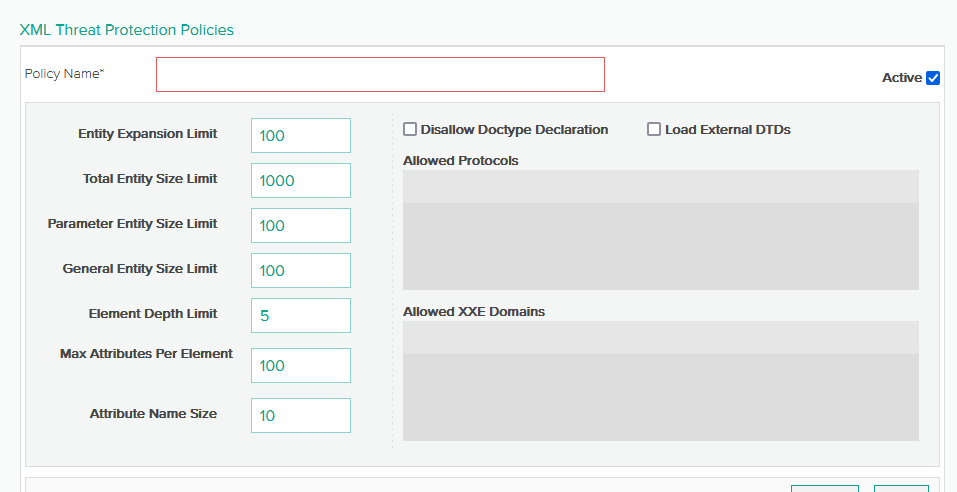 XML Threat Protection Policies
Policy Name*
Active
Entity Expansion Limit 100
Total Entity Size Limit 1000
Parameter Entity Size Limit 100
General Entity Size Limit 100
Element Depth Limit 5
Max Attributes Per Element 100
Attribute Name Size 10
Disallow Doctype Declaration Load External DTDs
Allowed Protocols
Allowed XXE Domains